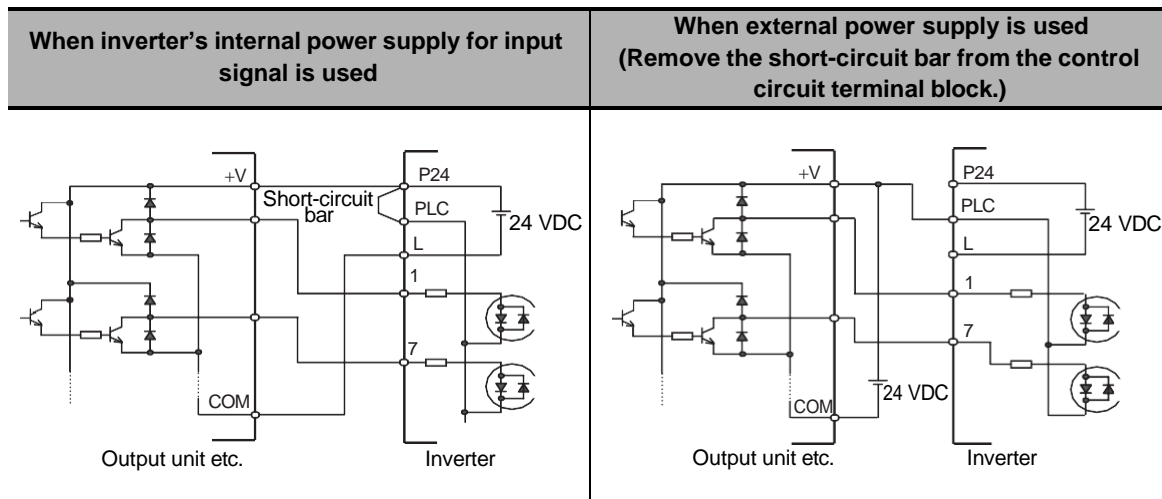 When inverter's internal power supply for input
signal is used
When external power supply is used
(Remove the short-circuit bar from the control
circuit terminal block.)
+V
Short-circuit
bar
P24
PLC
24 VDC
L
1
7
COM
Output unit etc.
Inverter
+V
P24
PLC
24 VDC
L
1
7
24 VDC
COM
Output unit etc.
Inverter